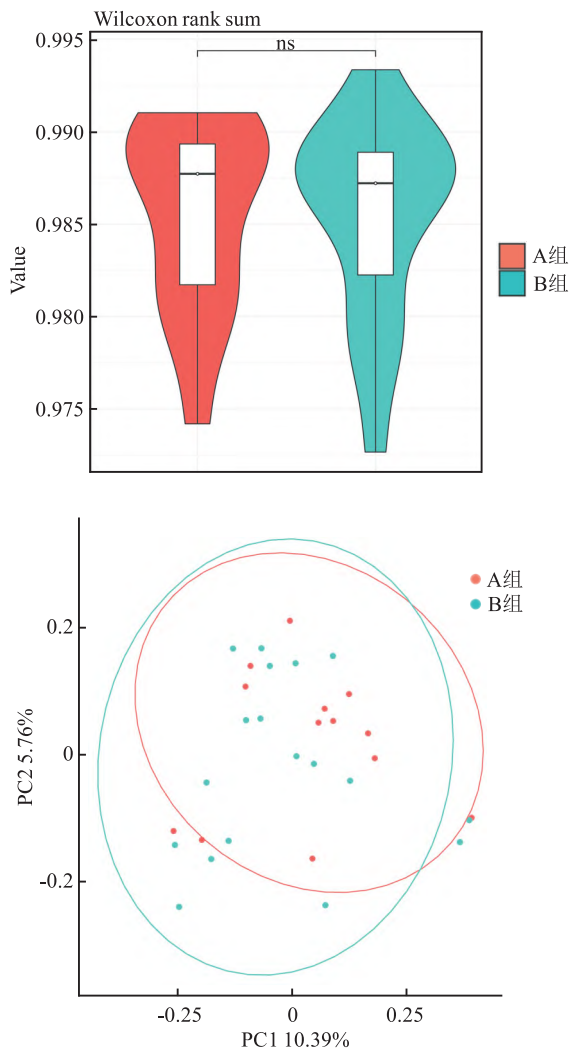 Wilcoxon rank sum
0.995
ns
0.990
0.985
0.980
0.975
Value
A组
B组
A组
B组
0.2
0
-0.2
PC2 5.76%
-0.25
0
0.25
PC1 10.39%